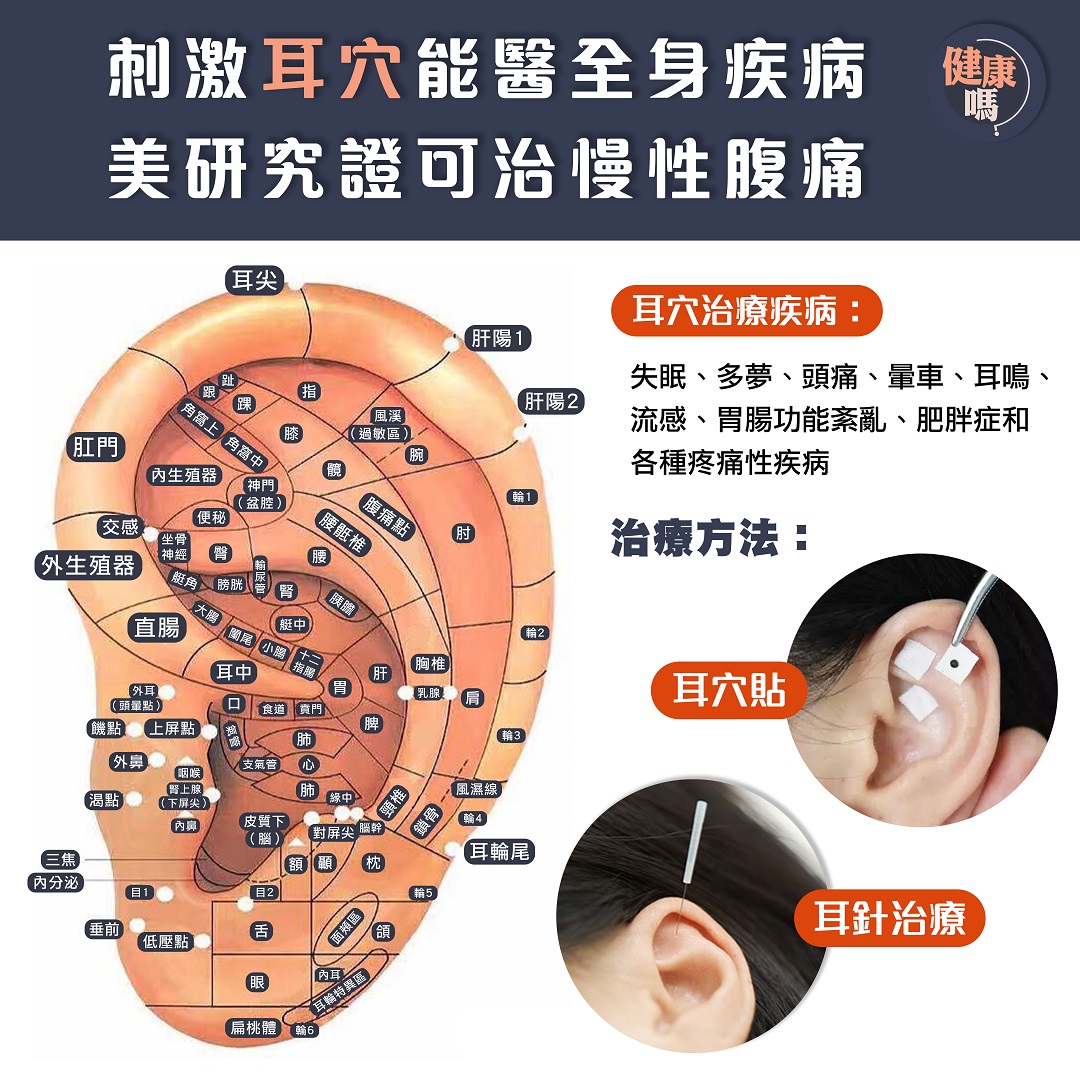 刺激耳穴能醫全身疾病
美研究證可治慢性腹痛
健康
嗎
耳尖
肝陽1
肝陽2
趾
跟
踝
指
角窩上
風溪
(過敏區)
膝
角窩中
腕
肛門
髖
內生殖器
神門
(盆腔)
輪1
腹痛點
便秘
腰骶椎
交感
肘
坐骨
神經
臀
腰
外生殖器
輸尿管
艇角
膀胱
腎
胰膽
大腸
艇中
直腸
闌尾
小腸
輪2
十二
指腸
耳中
胸椎
肝
胃
外耳
(頭暈點)
乳腺
肩
口
食道
賁門
脾
饑點
上屏點
氣管
輪3
肺
外鼻
支氣管
心
咽喉
腎上腺
(下屏尖)
肺
風濕線
渴點
緣中
頸椎
鎖骨
內鼻
皮質下
(腦)
對屏尖
腦幹
輪4
耳輪尾
三焦
額
顳
枕
內分泌
目1
目2
輪5
垂前
低壓點
舌
面頰區
頜
眼
內耳
耳輪特異區
扁桃體
輪6
耳穴治療疾病：
失眠、多夢、頭痛、暈車、耳鳴、
流感、胃腸功能紊亂、肥胖症和
各種疼痛性疾病
治療方法：
耳穴貼
耳針治療